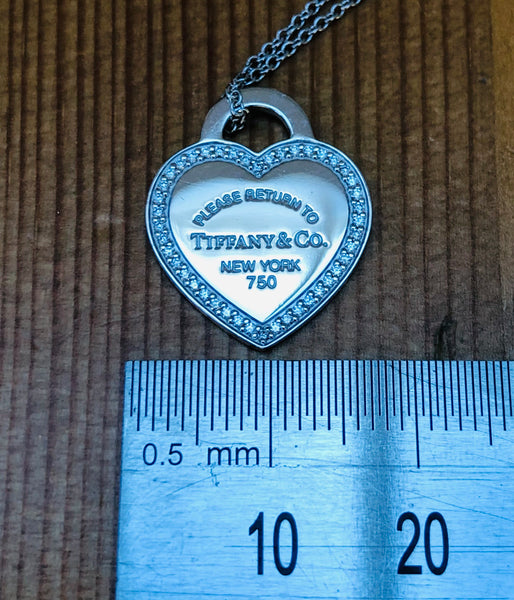 PLEASE RETURN TO
TIFFANY & CO.
NEW YORK
750
0.5 mm
10 20